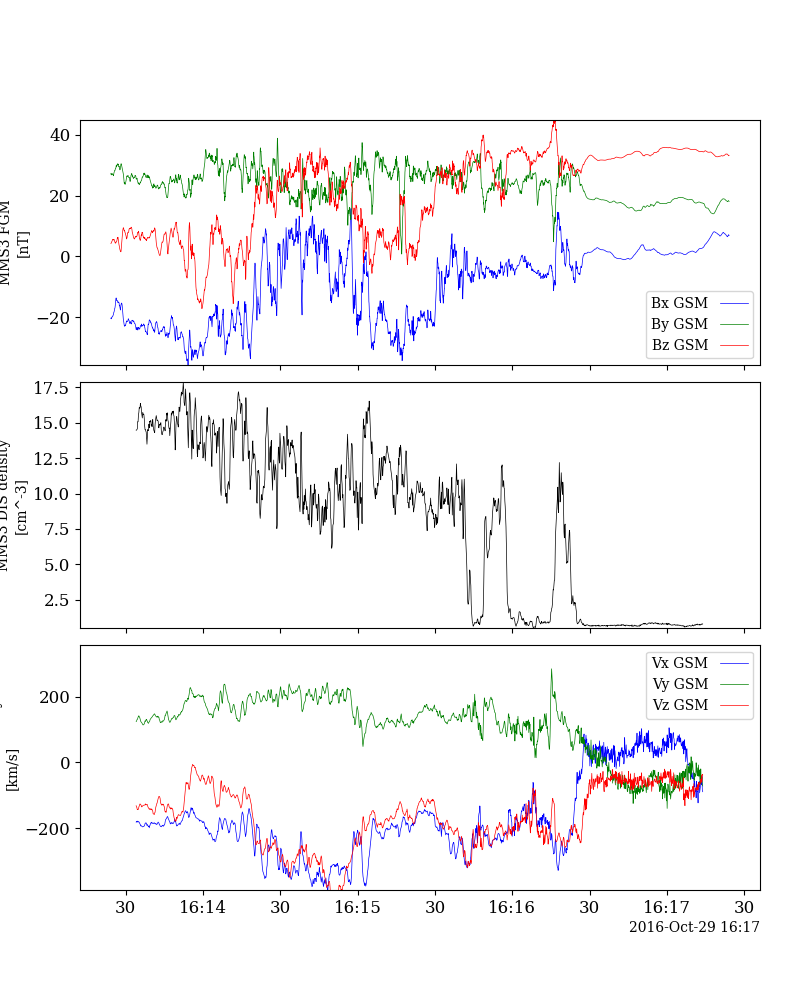 40
20
0
−20
MMS3 FGM
[nT]
Bx GSM
By GSM
Bz GSM
17.5
15.0
12.5
10.0
7.5
5.0
2.5
MMS3 DIS density
[cm^-3]
200
0
−200
[km/s]
Vx GSM
Vy GSM
Vz GSM
30 16:14 30 16:15 30 16:16 30 16:17 30
2016-Oct-29 16:17